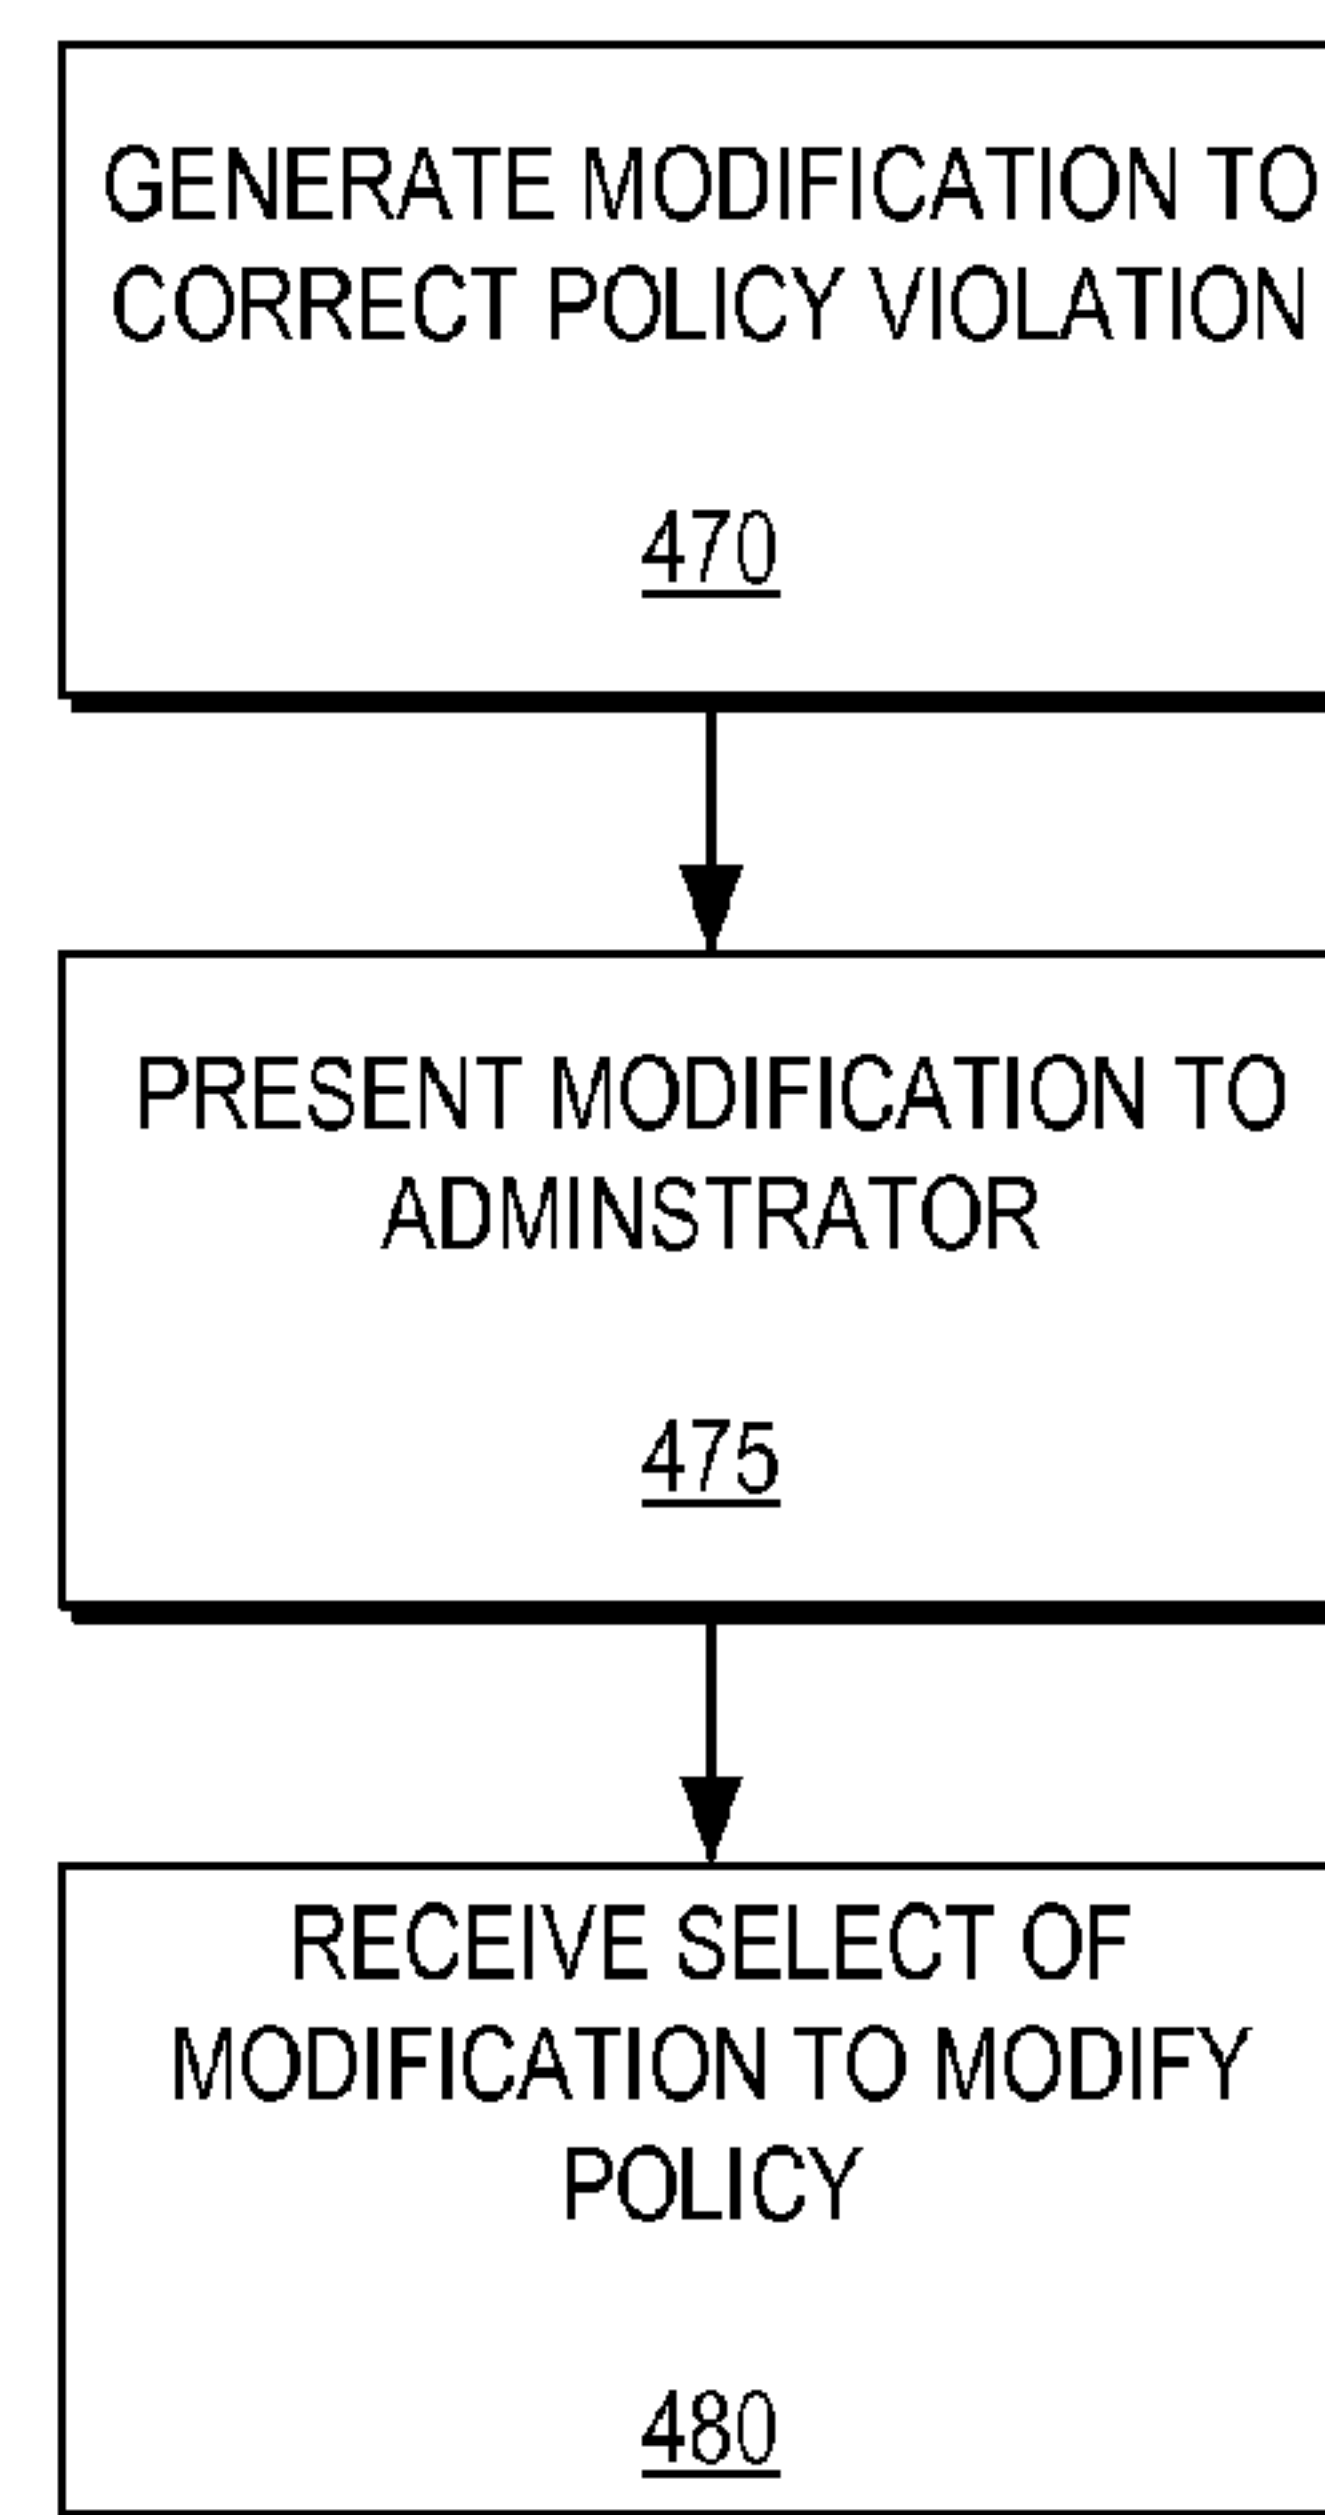 GENERATE MODIFICATION TO
CORRECT POLICY VIOLATION
470
PRESENT MODIFICATION TO
ADMINSTRATOR
475
RECEIVE SELECT OF
MODIFICATION TO MODIFY
POLICY
480